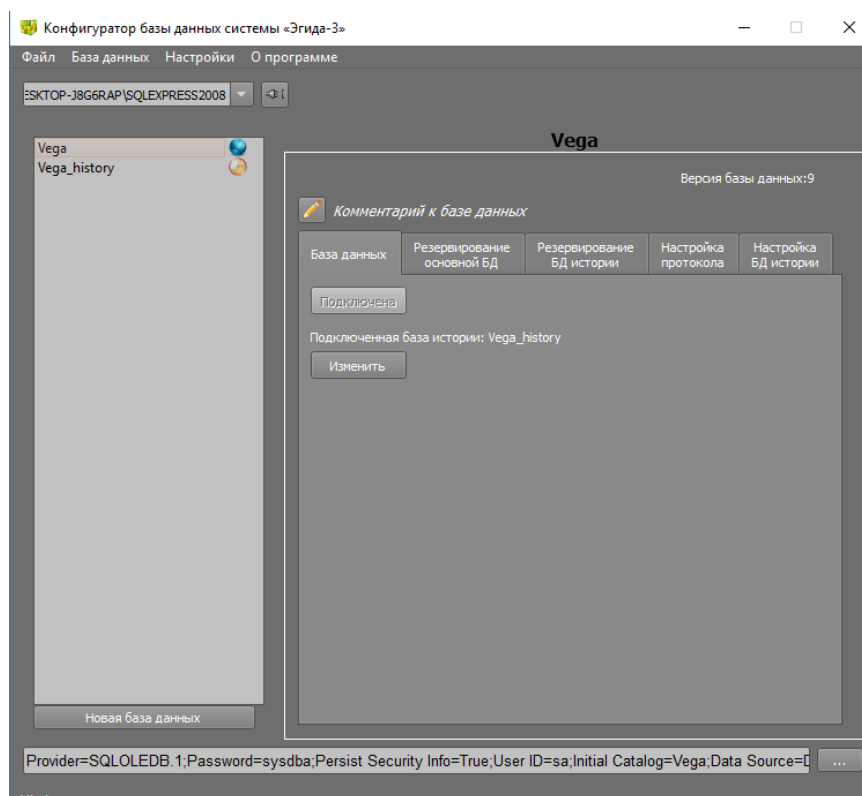 Конфигуратор базы данных системы «Эгида-3»
Файл База данных Настройки О программе
ESKTOP-J8G6RAP\SQLEXPRESS2008
Vega
Vega_history
Vega
Версия базы данных:9
Комментарий к базе данных
База данных
Резервирование основной БД
Резервирование БД истории
Настройка протокола
Настройка БД истории
Подключена
Подключенная база истории: Vega_history
Изменить
Новая база данных
Provider=SQLOLEDB.1;Password=sysdba;Persist Security Info=True;User ID=sa;Initial Catalog=Vega;Data Source=D
...